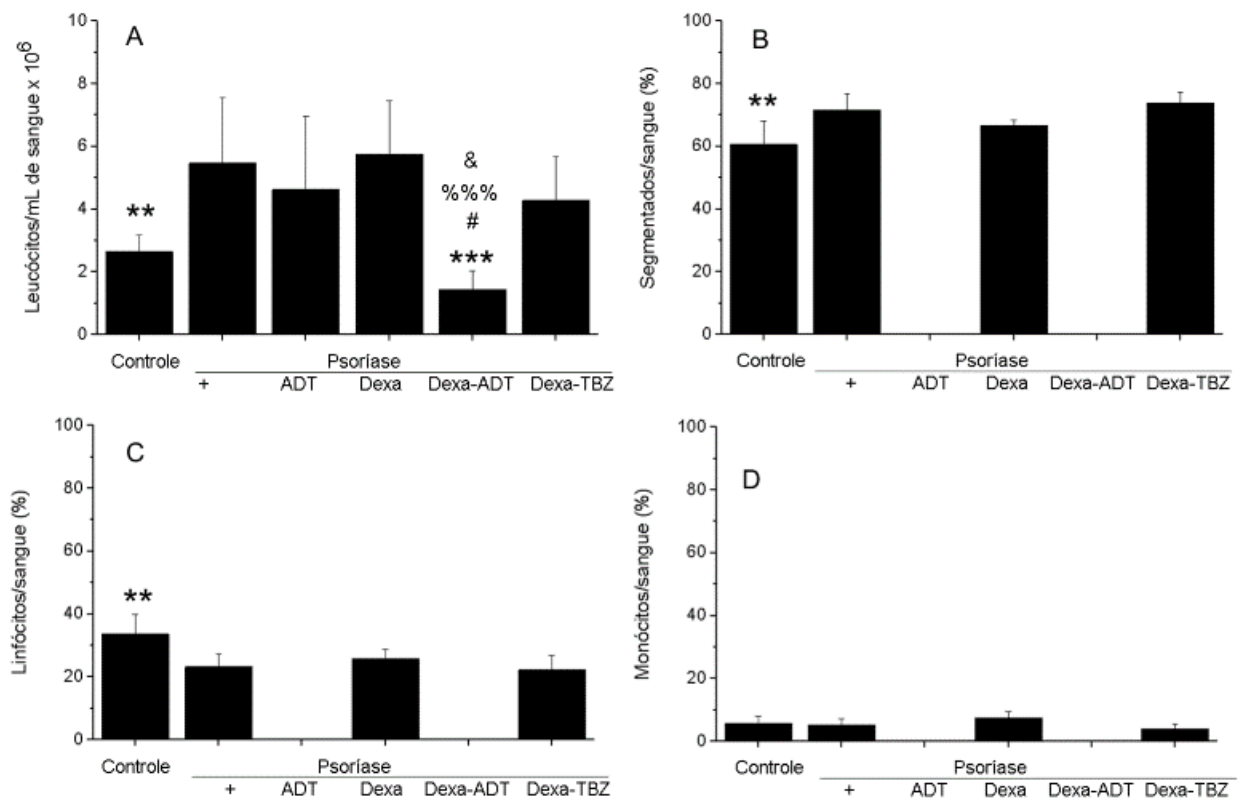 A
Leucócitos/mL de sangue x 10⁶
10
8
6
4
2
0
**
&
%%%
#
***
Controle
Psoríase
+ ADT Dexa Dexa-ADT Dexa-TBZ
B
Segmentados/sangue (%)
100
80
60
40
20
0
**
Controle
Psoríase
+ ADT Dexa Dexa-ADT Dexa-TBZ
C
Linfócitos/sangue (%)
100
80
60
40
20
0
**
Controle
Psoríase
+ ADT Dexa Dexa-ADT Dexa-TBZ
D
Monócitos/sangue (%)
100
80
60
40
20
0
Controle
Psoríase
+ ADT Dexa Dexa-ADT Dexa-TBZ